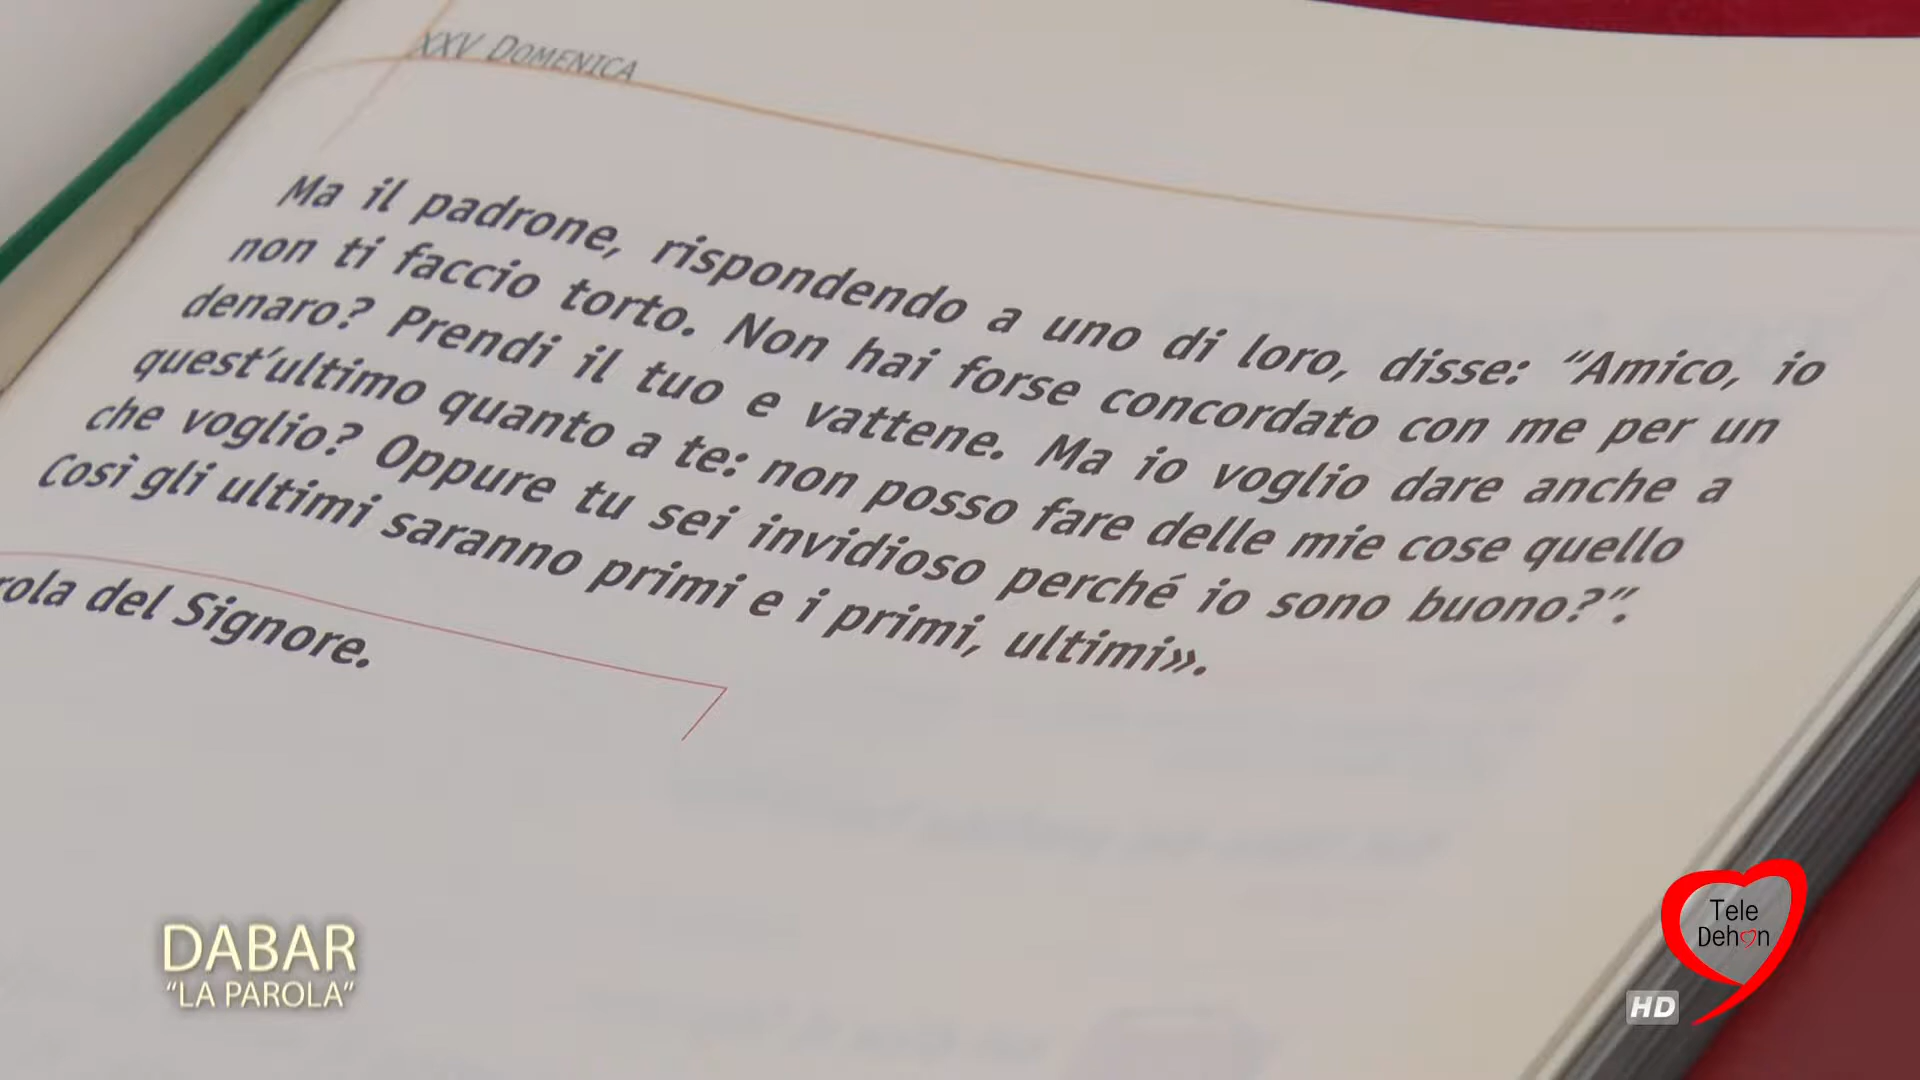 XXV DOMENICA
Ma il padrone, rispondendo a uno di loro, disse: “Amico, io
non ti faccio torto. Non hai forse concordato con me per un
denaro? Prendi il tuo e vattene. Ma io voglio dare anche a
quest’ultimo quanto a te: non posso fare delle mie cose quello
che voglio? Oppure tu sei invidioso perché io sono buono?”.
Così gli ultimi saranno primi e i primi, ultimi».
rola del Signore.
DABAR
“LA PAROLA”
Tele
Dehon
HD